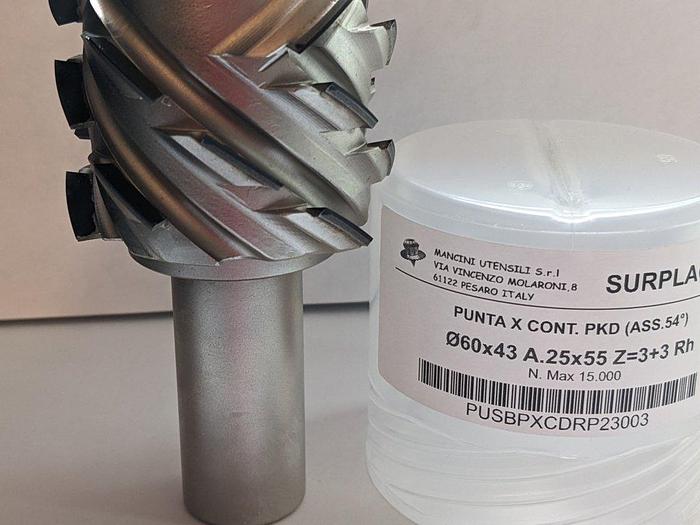 MANCINI UTENSILI S.r.l
VIA VINCENZO MOLARONI,8
61122 PESARO ITALY
PUNTA X CONT. PKD (ASS.54°)
Ø60x43 A.25x55 Z=3+3 Rh
N. Max 15.000
PUSBPXCDRP23003